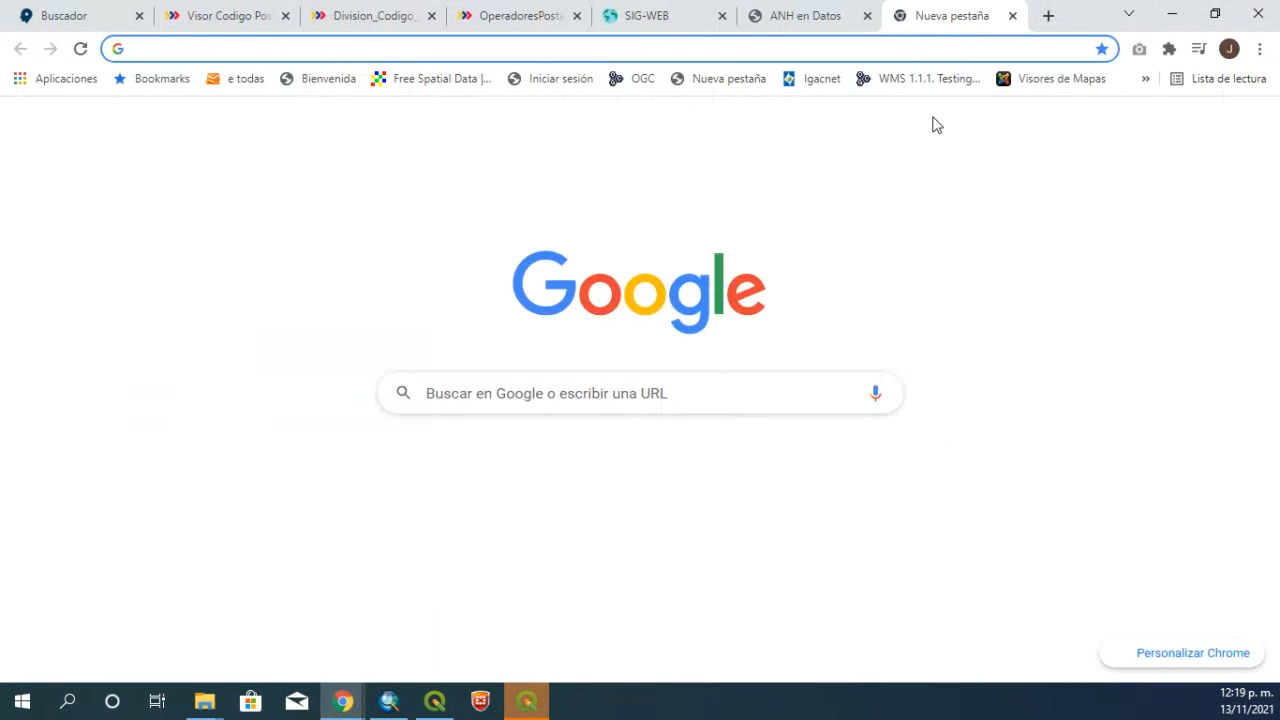 Buscador
Visor Codigo Pos
Division_Codigo_
OperadoresPosta
SIG-WEB
ANH en Datos
Nueva pestaña
J
Aplicaciones
Bookmarks
e todas
Bienvenida
Free Spatial Data |...
Iniciar sesión
OGC
Nueva pestaña
Igacnet
WMS 1.1.1. Testing...
Visores de Mapas
»
Lista de lectura
Google
Buscar en Google o escribir una URL
Personalizar Chrome
12:19 p. m.
13/11/2021